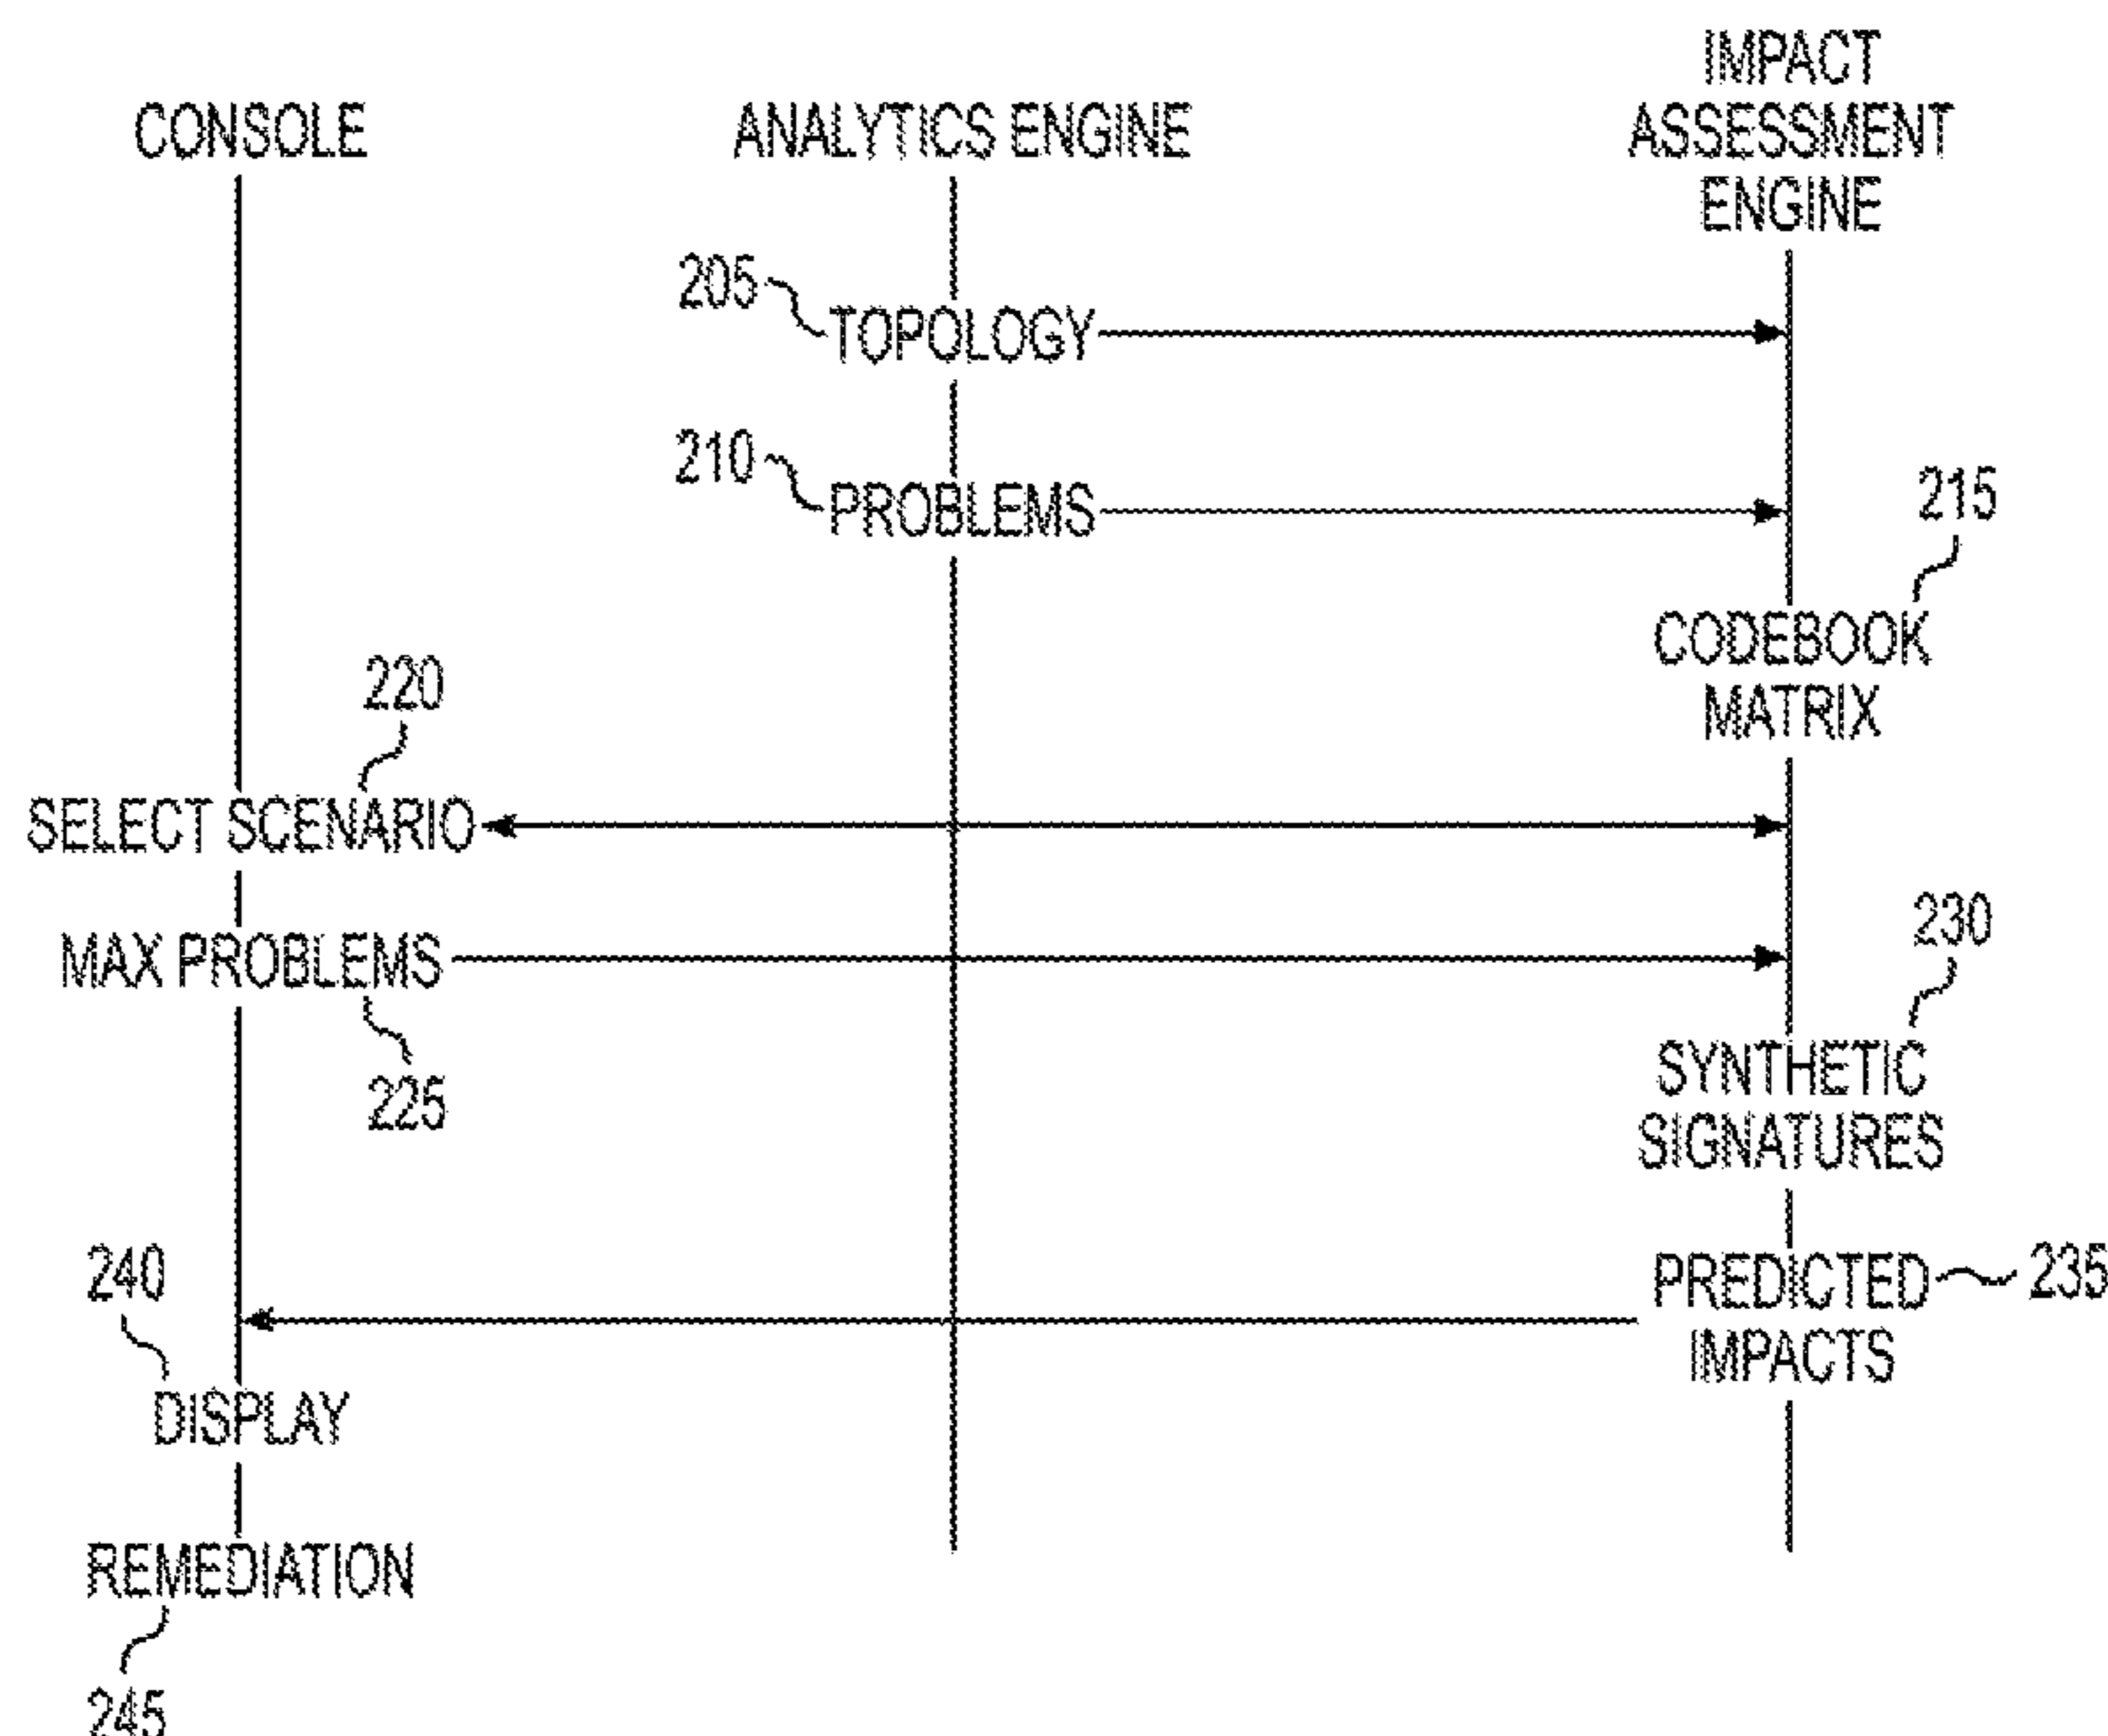 CONSOLE
ANALYTICS ENGINE
IMPACT
ASSESSMENT
ENGINE
205
TOPOLOGY
210
PROBLEMS
215
CODEBOOK
MATRIX
220
SELECT SCENARIO
MAX PROBLEMS
225
230
SYNTHETIC
SIGNATURES
PREDICTED
IMPACTS
235
240
DISPLAY
REMEDIATION
245